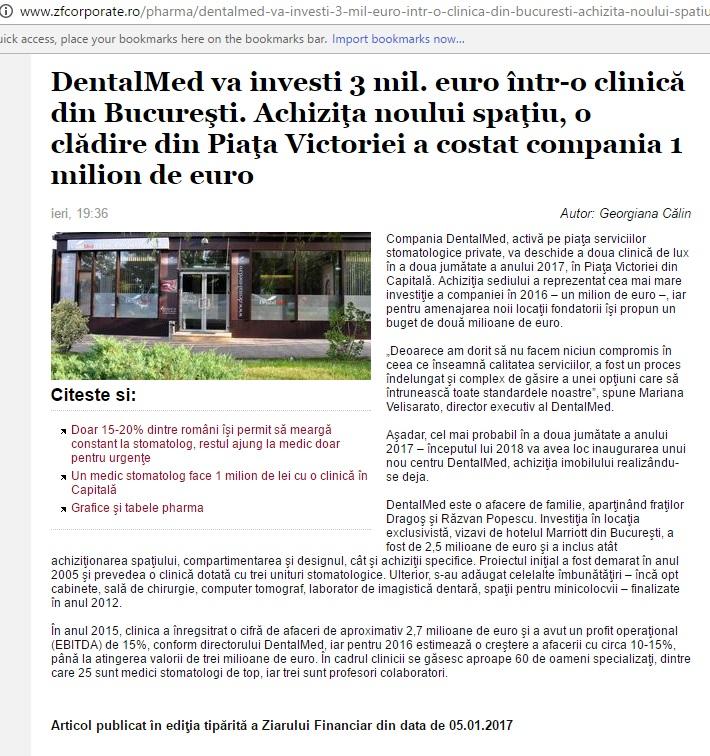 www.zfcorporate.ro/pharma/dentalmed-va-investi-3-mil-euro-intr-o-clinica-din-bucuresti-achizita-noului-spatiu
uick access, place your bookmarks here on the bookmarks bar. Import bookmarks now...
DentalMed va investi 3 mil. euro într-o clinică
din Bucureşti. Achiziţa noului spaţiu, o
clădire din Piaţa Victoriei a costat compania 1
milion de euro
ieri, 19:36
Autor: Georgiana Călin
Compania DentalMed, activă pe piaţa serviciilor
stomatologice private, va deschide a doua clinică de lux
în a doua jumătate a anului 2017, în Piaţa Victoriei din
Capitală. Achiziţia sediului a reprezentat cea mai mare
investiţie a companiei în 2016 – un milion de euro –, iar
pentru amenajarea noii locaţii fondatorii îşi propun un
buget de două milioane de euro.
„Deoarece am dorit să nu facem niciun compromis în
ceea ce înseamnă calitatea serviciilor, a fost un proces
îndelungat şi complex de găsire a unei opţiuni care să
întrunească toate standardele noastre”, spune Mariana
Velisarato, director executiv al DentalMed.
Citeste si:
Doar 15-20% dintre români îşi permit să meargă
constant la stomatolog, restul ajung la medic doar
pentru urgenţe
Un medic stomatolog face 1 milion de lei cu o clinică în
Capitală
Grafice şi tabele pharma
Aşadar, cel mai probabil în a doua jumătate a anului
2017 – începutul lui 2018 va avea loc inaugurarea unui
nou centru DentalMed, achiziţia imobilului realizându-
se deja.
DentalMed este o afacere de familie, aparţinând fraţilor
Dragoş şi Răzvan Popescu. Investiţia în locaţia
exclusivistă, vizavi de hotelul Marriott din Bucureşti, a
fost de 2,5 milioane de euro şi a inclus atât
achiziţionarea spaţiului, compartimentarea şi designul, cât şi achiziţii specifice. Proiectul iniţial a fost demarat în anul
2005 şi prevedea o clinică dotată cu trei unituri stomatologice. Ulterior, s-au adăugat celelalte îmbunătăţiri – încă opt
cabinete, sală de chirurgie, computer tomograf, laborator de imagistică dentară, spaţii pentru minicolocvii – finalizate
în anul 2012.
În anul 2015, clinica a înregsitrat o cifră de afaceri de aproximativ 2,7 milioane de euro şi a avut un profit operaţional
(EBITDA) de 15%, conform directorului DentalMed, iar pentru 2016 estimează o creştere a afacerii cu circa 10-15%,
până la atingerea valorii de trei milioane de euro. În cadrul clinicii se găsesc aproape 60 de oameni specializaţi, dintre
care 25 sunt medici stomatologi de top, iar trei sunt profesori colaboratori.
Articol publicat în ediţia tipărită a Ziarului Financiar din data de 05.01.2017